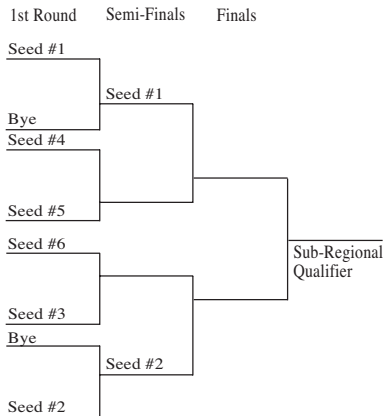 1st Round Semi-Finals Finals
Seed #1
Seed #1
Bye
Seed #4
Seed #5
Seed #6
Sub-Regional
Qualifier
Seed #3
Bye
Seed #2
Seed #2